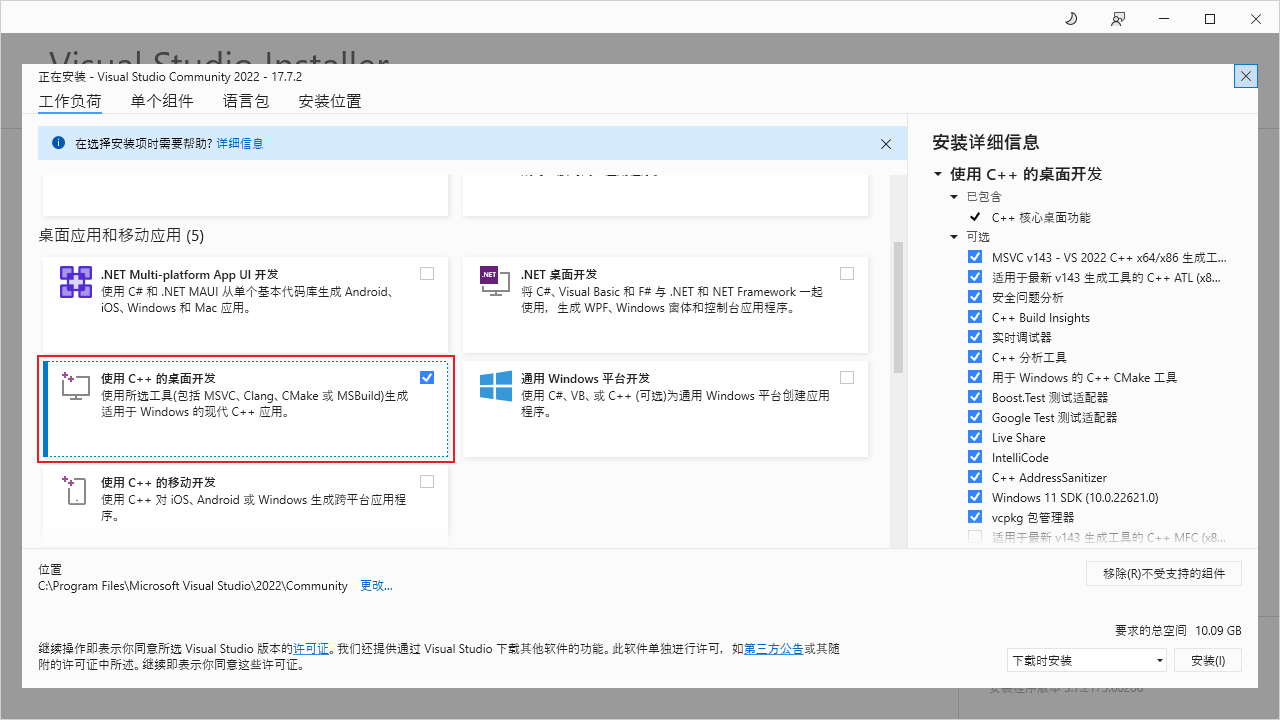 Visual Studio Installer
正在安装 - Visual Studio Community 2022 - 17.7.2
工作负荷 单个组件 语言包 安装位置
在选择安装项时需要帮助? 详细信息
桌面应用和移动应用 (5)
.NET Multi-platform App UI 开发
使用 C# 和 .NET MAUI 从单个基本代码库生成 Android、
iOS、Windows 和 Mac 应用。
.NET
.NET 桌面开发
将 C#、Visual Basic 和 F# 与 .NET 和 .NET Framework 一起
使用，生成 WPF、Windows 窗体和控制台应用程序。
使用 C++ 的桌面开发
使用所选工具(包括 MSVC、Clang、CMake 或 MSBuild)生成
适用于 Windows 的现代 C++ 应用。
通用 Windows 平台开发
使用 C#、VB、或 C++ (可选)为通用 Windows 平台创建应用
程序。
使用 C++ 的移动开发
使用 C++ 对 iOS、Android 或 Windows 生成跨平台应用程
序。
安装详细信息
使用 C++ 的桌面开发
已包含
C++ 核心桌面功能
可选
MSVC v143 - VS 2022 C++ x64/x86 生成工...
适用于最新 v143 生成工具的 C++ ATL (x8...
安全问题分析
C++ Build Insights
实时调试器
C++ 分析工具
用于 Windows 的 C++ CMake 工具
Boost.Test 测试适配器
Google Test 测试适配器
Live Share
IntelliCode
C++ AddressSanitizer
Windows 11 SDK (10.0.22621.0)
vcpkg 包管理器
适用于最新 v143 生成工具的 C++ MFC (x8...
位置
C:\Program Files\Microsoft Visual Studio\2022\Community 更改...
移除(R)不受支持的组件
要求的总空间 10.09 GB
继续操作即表示你同意所选 Visual Studio 版本的许可证。我们还提供通过 Visual Studio 下载其他软件的功能。此软件单独进行许可，如第三方公告或其随
附的许可证中所述。继续即表示你同意这些许可证。
下载时安装 安装(I)